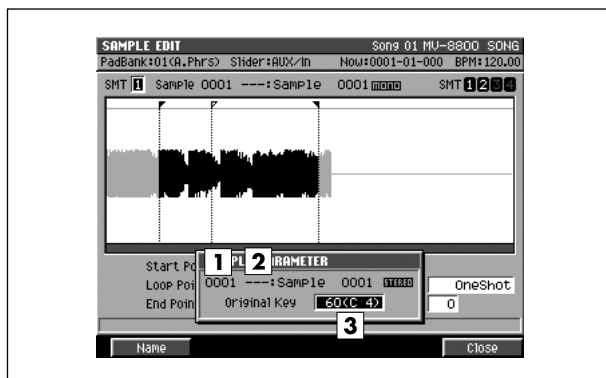 SAMPLE EDIT Song 01 MV-8800 SONG
PadBank:01(A.Phrs) Slider:AUX/In Now:0001-01-000 BPM:120.00
SMT 1 Sample 0001 ---:Sample 0001 mono SMT 1 2 3 4
1 2 PARAMETER
Start Po
Loop Poi 0001 ---:Sample 0001 STEREO OneShot
End Poin Original Key 60(C 4) 0
3
Name Close